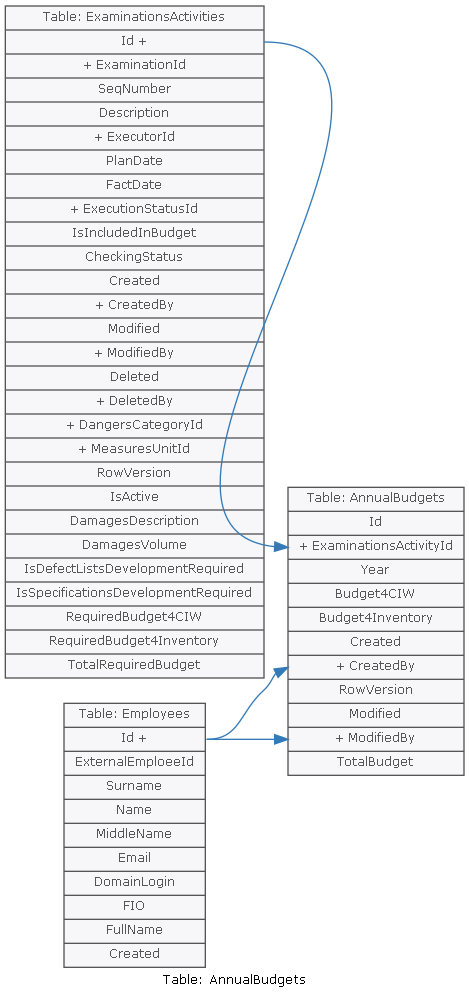 Table: ExaminationsActivities
Id +
+ ExaminationId
SeqNumber
Description
+ ExecutorId
PlanDate
FactDate
+ ExecutionStatusId
IsIncludedInBudget
CheckingStatus
Created
+ CreatedBy
Modified
+ ModifiedBy
Deleted
+ DeletedBy
+ DangersCategoryId
+ MeasuresUnitId
RowVersion
IsActive
DamagesDescription
DamagesVolume
IsDefectListsDevelopmentRequired
IsSpecificationsDevelopmentRequired
RequiredBudget4CIW
RequiredBudget4Inventory
TotalRequiredBudget
Table: AnnualBudgets
Id
+ ExaminationsActivityId
Year
Budget4CIW
Budget4Inventory
Created
+ CreatedBy
RowVersion
Modified
+ ModifiedBy
TotalBudget
Table: Employees
Id +
ExternalEmploeeId
Surname
Name
MiddleName
Email
DomainLogin
FIO
FullName
Created
Table: AnnualBudgets